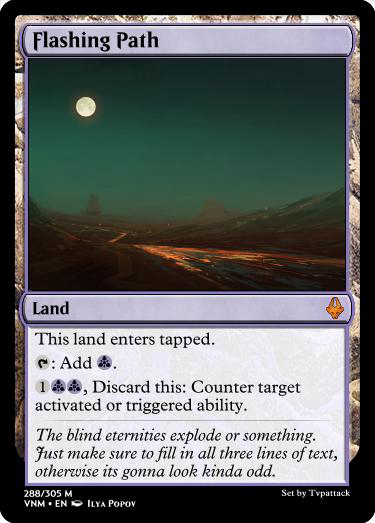 Flashing Path
Land
This land enters tapped.
: Add .
1, Discard this: Counter target
activated or triggered ability.
The blind eternities explode or something.
Just make sure to fill in all three lines of text,
otherwise its gonna look kinda odd.
288/305 M
VNM • EN Ilya Popov
Set by Tvpattack